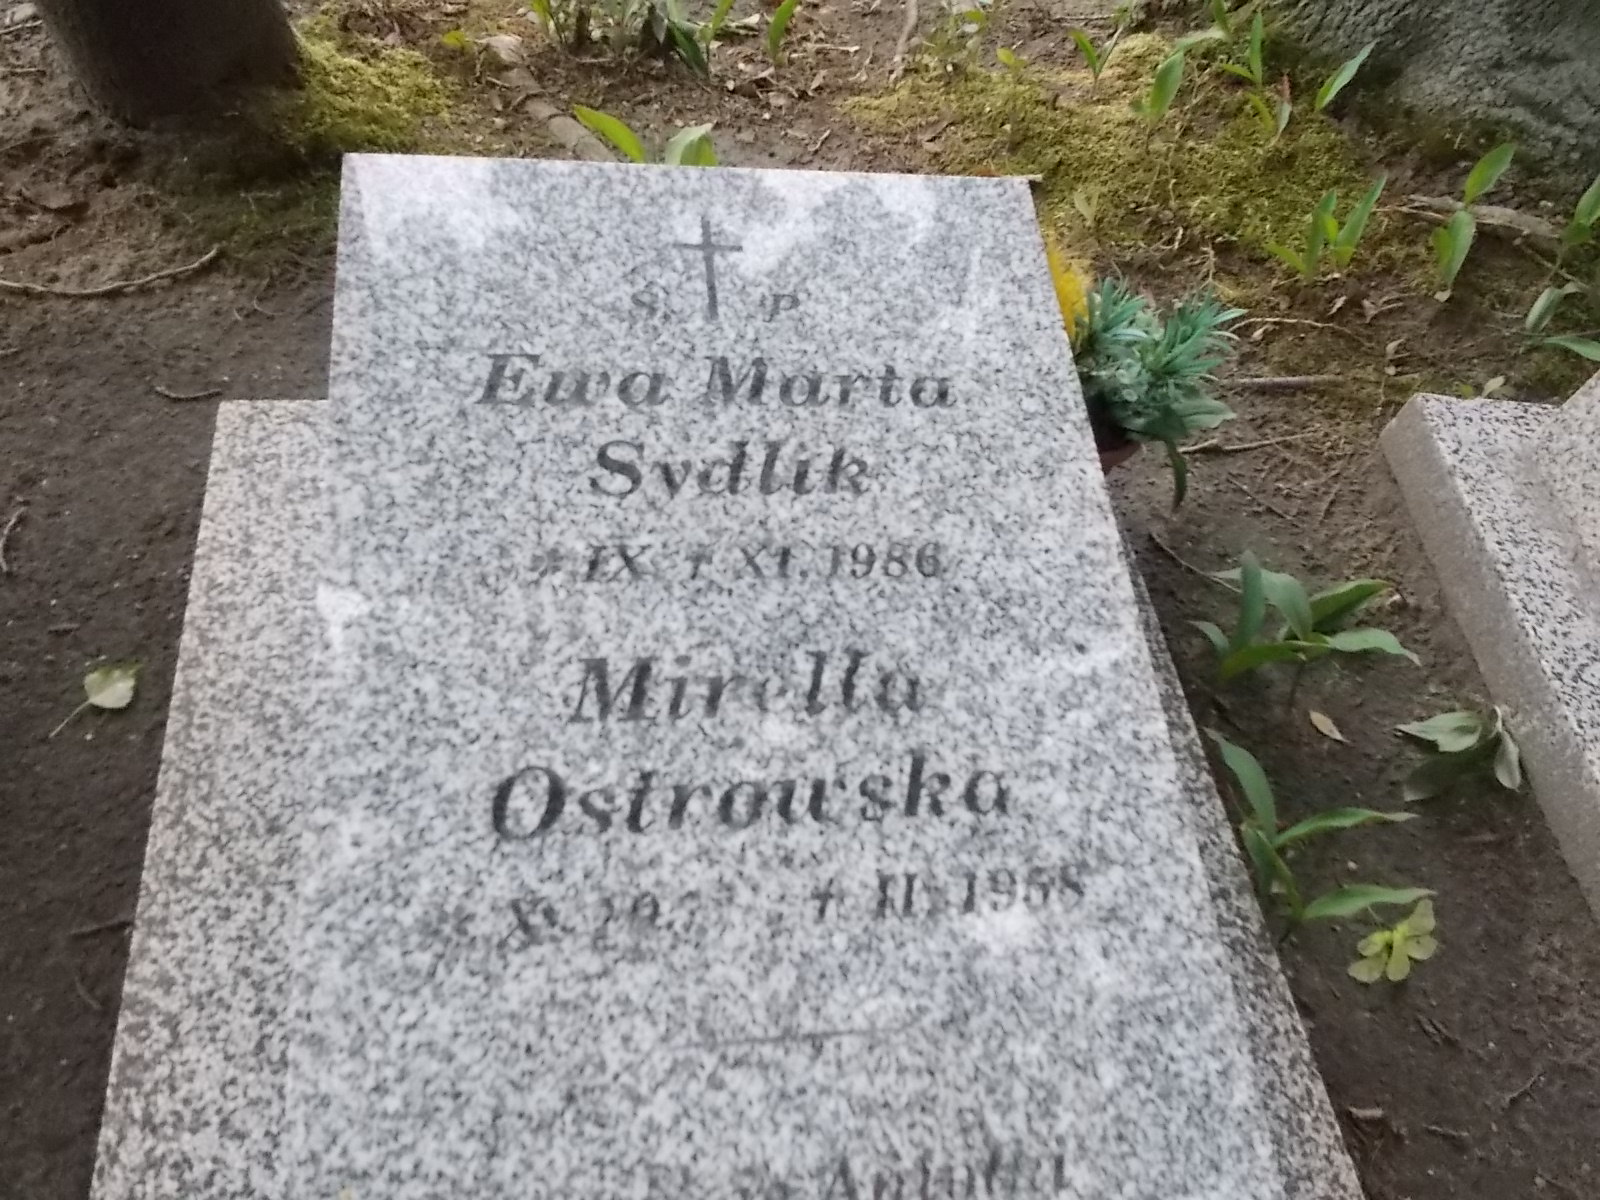 Ś P
Ewa Marta
Sydlik
* IX. † XI. 1986
Mirella
Ostrowska
† II. 1958